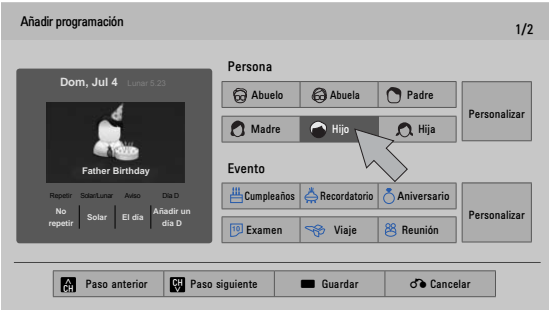 Añadir programación
1/2
Dom, Jul 4 Lunar 5.23
Father Birthday
Repetir Solar/Lunar Aviso Día D
No repetir Solar El día Añadir un día D
Persona
Abuelo Abuela Padre
Madre Hijo Hija
Personalizar
Evento
Cumpleaños Recordatorio Aniversario
Examen Viaje Reunión
Personalizar
CH Paso anterior CH Paso siguiente Guardar Cancelar